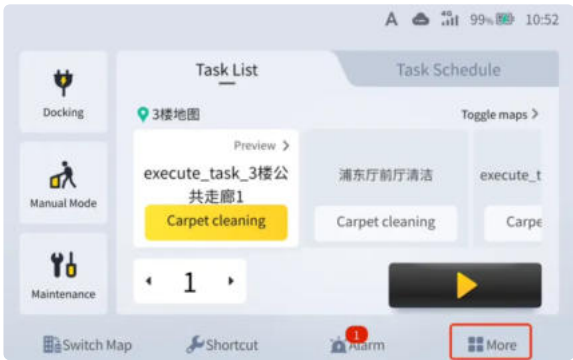 A 4G 99% 10:52
Task List
Task Schedule
Docking
3楼地图
Toggle maps >
Preview >
Manual Mode
execute_task_3楼公
共走廊1
Carpet cleaning
浦东厅前厅清洁
Carpet cleaning
execute_t
Carpe
Maintenance
1
Switch Map
Shortcut
1
Alarm
More